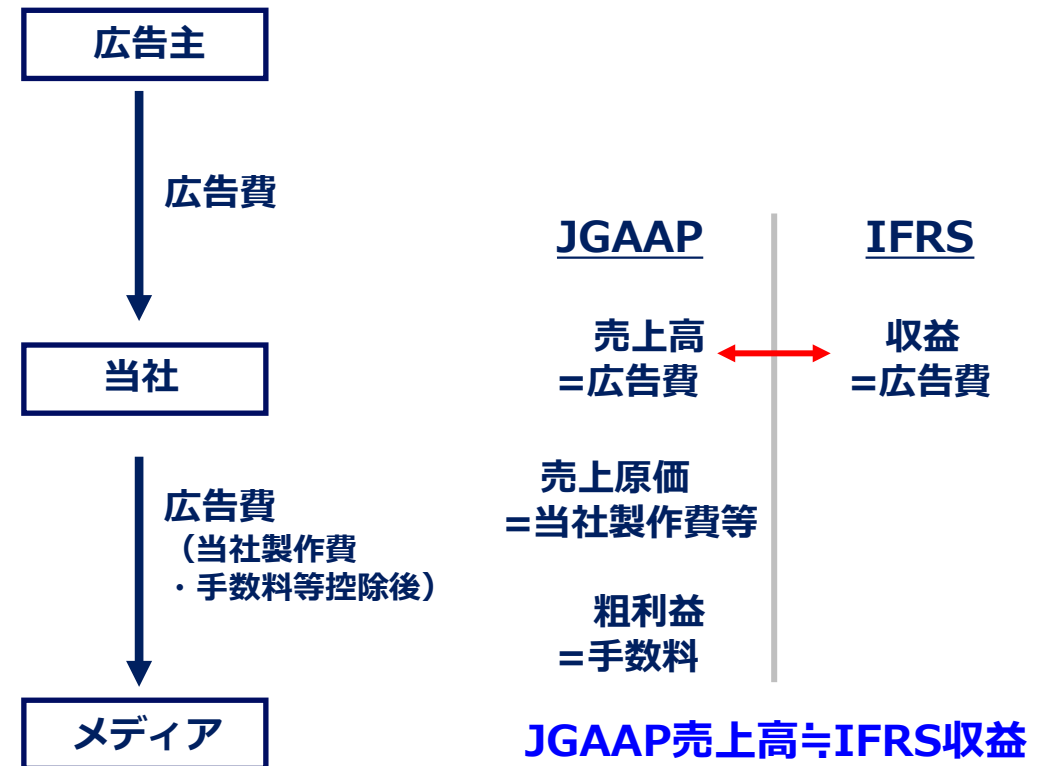 広告主
広告費
当社
広告費
（当社製作費
・手数料等控除後）
メディア
JGAAP
IFRS
売上高
=広告費
収益
=広告費
売上原価
=当社製作費等
粗利益
=手数料
JGAAP売上高≒IFRS収益